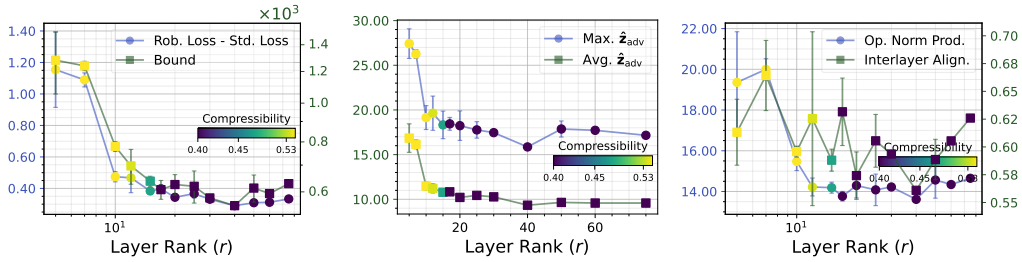 ×10³
1.40
1.20
1.00
0.80
0.60
0.40
1.4
1.2
1.0
0.8
0.6
Rob. Loss - Std. Loss
Bound
Compressibility
0.40 0.45 0.53
10¹
Layer Rank (r)
30.00
25.00
20.00
15.00
10.00
Max. ẑadv
Avg. ẑadv
Compressibility
0.40 0.45 0.53
20 40 60
Layer Rank (r)
22.00
20.00
18.00
16.00
14.00
0.70
0.68
0.65
0.62
0.60
0.58
0.55
Op. Norm Prod.
Interlayer Align.
Compressibility
0.40 0.45 0.53
10¹
Layer Rank (r)